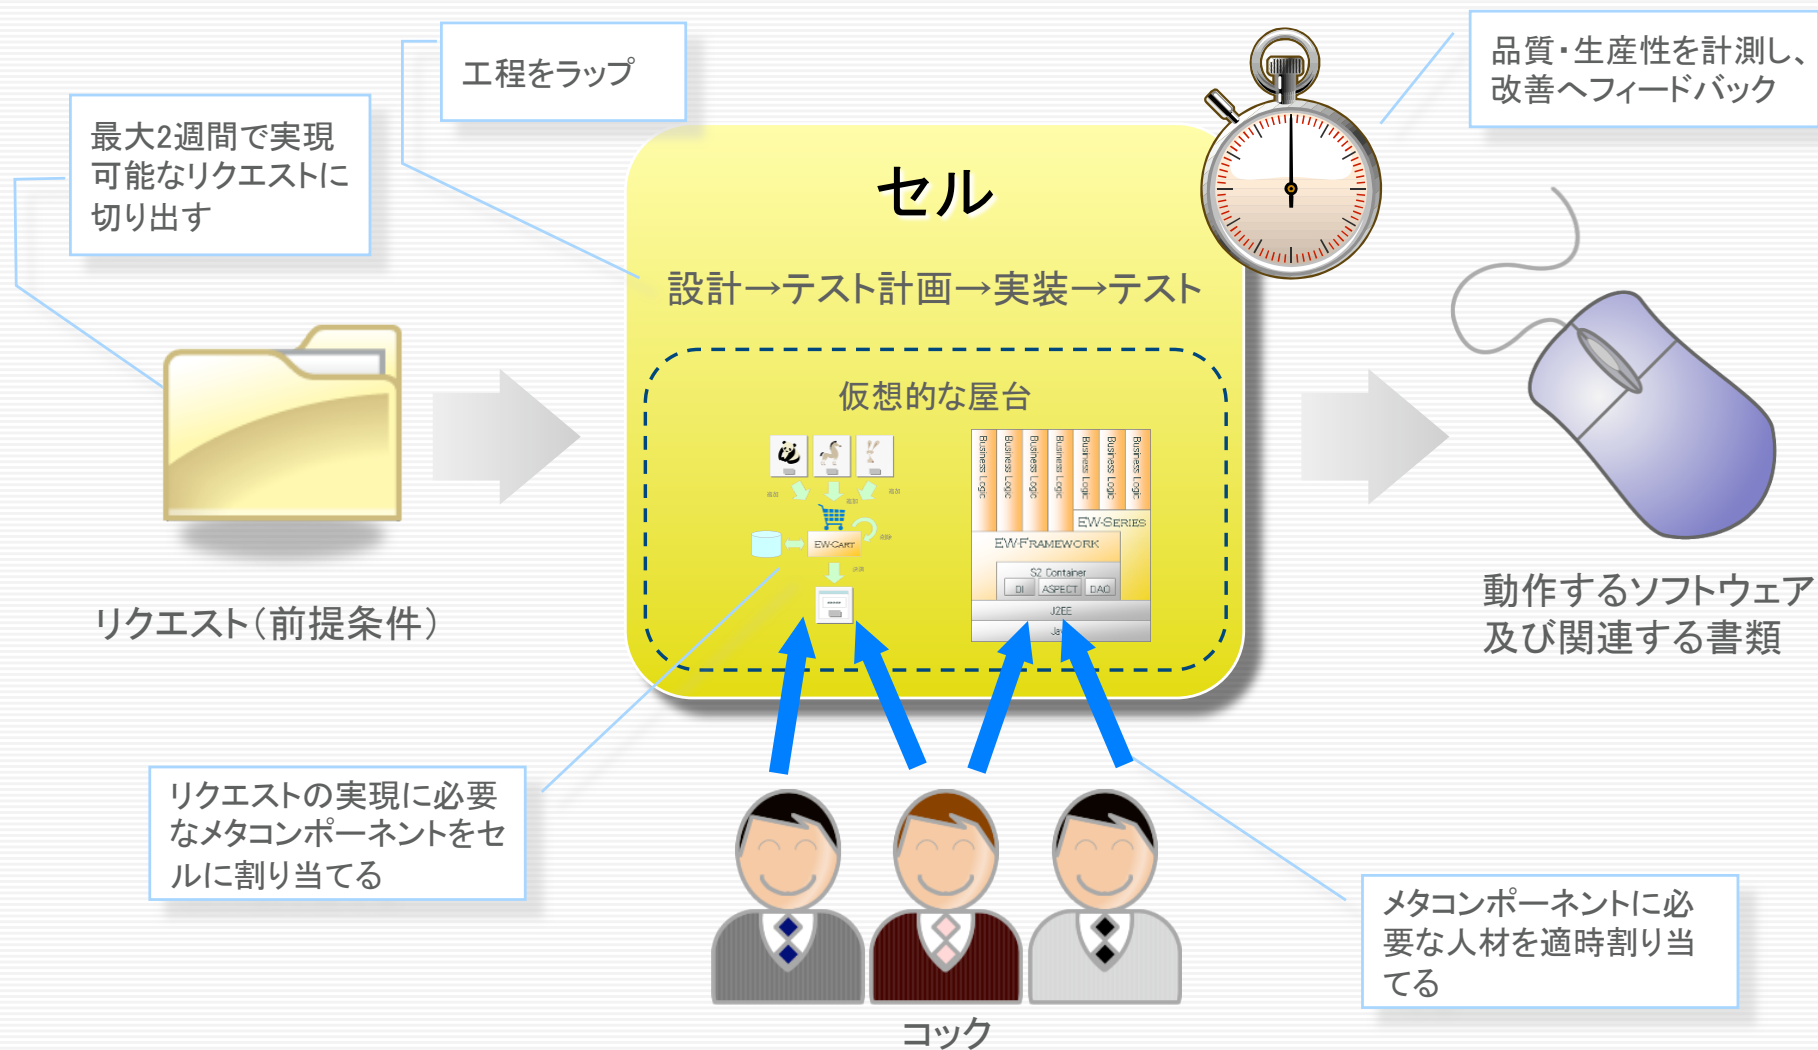 工程をラップ
品質・生産性を計測し、
改善へフィードバック
最大2週間で実現
可能なリクエストに
切り出す
セル
設計→テスト計画→実装→テスト
仮想的な屋台
Business Logic
Business Logic
Business Logic
Business Logic
Business Logic
Business Logic
Business Logic
EW-SERIES
EW-FRAMEWORK
EW-CART
S2 Container
DI
ASPECT
DAO
J2EE
リクエスト(前提条件)
動作するソフトウェア
及び関連する書類
リクエストの実現に必要
なメタコンポーネントをセ
ルに割り当てる
メタコンポーネントに必
要な人材を適時割り当
てる
コック